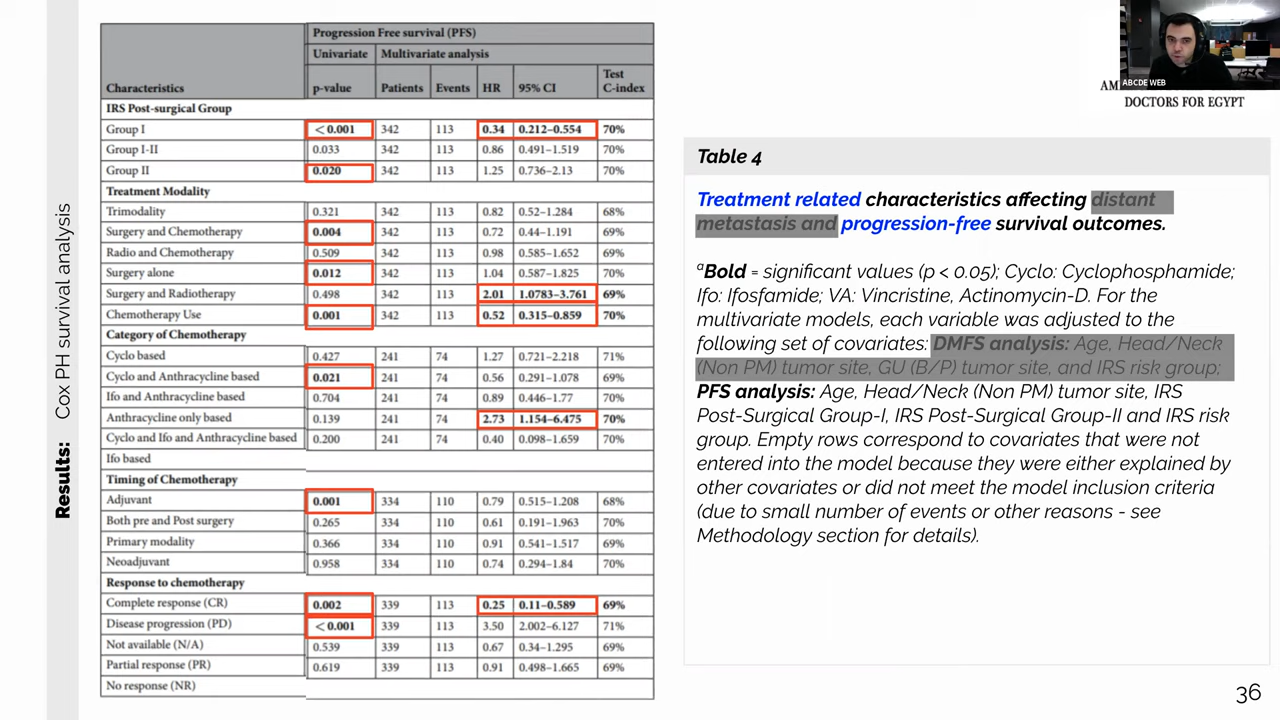 Results: Cox PH survival analysis
Progression Free survival (PFS)
Univariate Multivariate analysis
Characteristics p-value Patients Events HR 95% CI Test C-index
IRS Post-surgical Group
Group I <0.001 342 113 0.34 0.212–0.554 70%
Group I-II 0.033 342 113 0.86 0.491–1.519 70%
Group II 0.020 342 113 1.25 0.736–2.13 70%
Treatment Modality
Trimodality 0.321 342 113 0.82 0.52–1.284 68%
Surgery and Chemotherapy 0.004 342 113 0.72 0.44–1.191 69%
Radio and Chemotherapy 0.509 342 113 0.98 0.585–1.652 69%
Surgery alone 0.012 342 113 1.04 0.587–1.825 70%
Surgery and Radiotherapy 0.498 342 113 2.01 1.0783–3.761 69%
Chemotherapy Use 0.001 342 113 0.52 0.315–0.859 70%
Category of Chemotherapy
Cyclo based 0.427 241 74 1.27 0.721–2.218 71%
Cyclo and Anthracycline based 0.021 241 74 0.56 0.291–1.078 69%
Ifo and Anthracycline based 0.704 241 74 0.89 0.446–1.77 70%
Anthracycline only based 0.139 241 74 2.73 1.154–6.475 70%
Cyclo and Ifo and Anthracycline based 0.200 241 74 0.40 0.098–1.659 70%
Ifo based
Timing of Chemotherapy
Adjuvant 0.001 334 110 0.79 0.515–1.208 68%
Both pre and Post surgery 0.265 334 110 0.61 0.191–1.963 70%
Primary modality 0.366 334 110 0.91 0.541–1.517 69%
Neoadjuvant 0.958 334 110 0.74 0.294–1.84 70%
Response to chemotherapy
Complete response (CR) 0.002 339 113 0.25 0.11–0.589 69%
Disease progression (PD) <0.001 339 113 3.50 2.002–6.127 71%
Not available (N/A) 0.539 339 113 0.67 0.34–1.295 69%
Partial response (PR) 0.619 339 113 0.91 0.498–1.665 69%
No response (NR)
ABCDE WEB
DOCTORS FOR EGYPT
Table 4
Treatment related characteristics affecting distant
metastasis and progression-free survival outcomes.
aBold = significant values (p < 0.05); Cyclo: Cyclophosphamide;
Ifo: Ifosfamide; VA: Vincristine, Actinomycin-D. For the
multivariate models, each variable was adjusted to the
following set of covariates: DMFS analysis: Age, Head/Neck
(Non PM) tumor site, GU (B/P) tumor site, and IRS risk group;
PFS analysis: Age, Head/Neck (Non PM) tumor site, IRS
Post-Surgical Group-I, IRS Post-Surgical Group-II and IRS risk
group. Empty rows correspond to covariates that were not
entered into the model because they were either explained by
other covariates or did not meet the model inclusion criteria
(due to small number of events or other reasons - see
Methodology section for details).
36